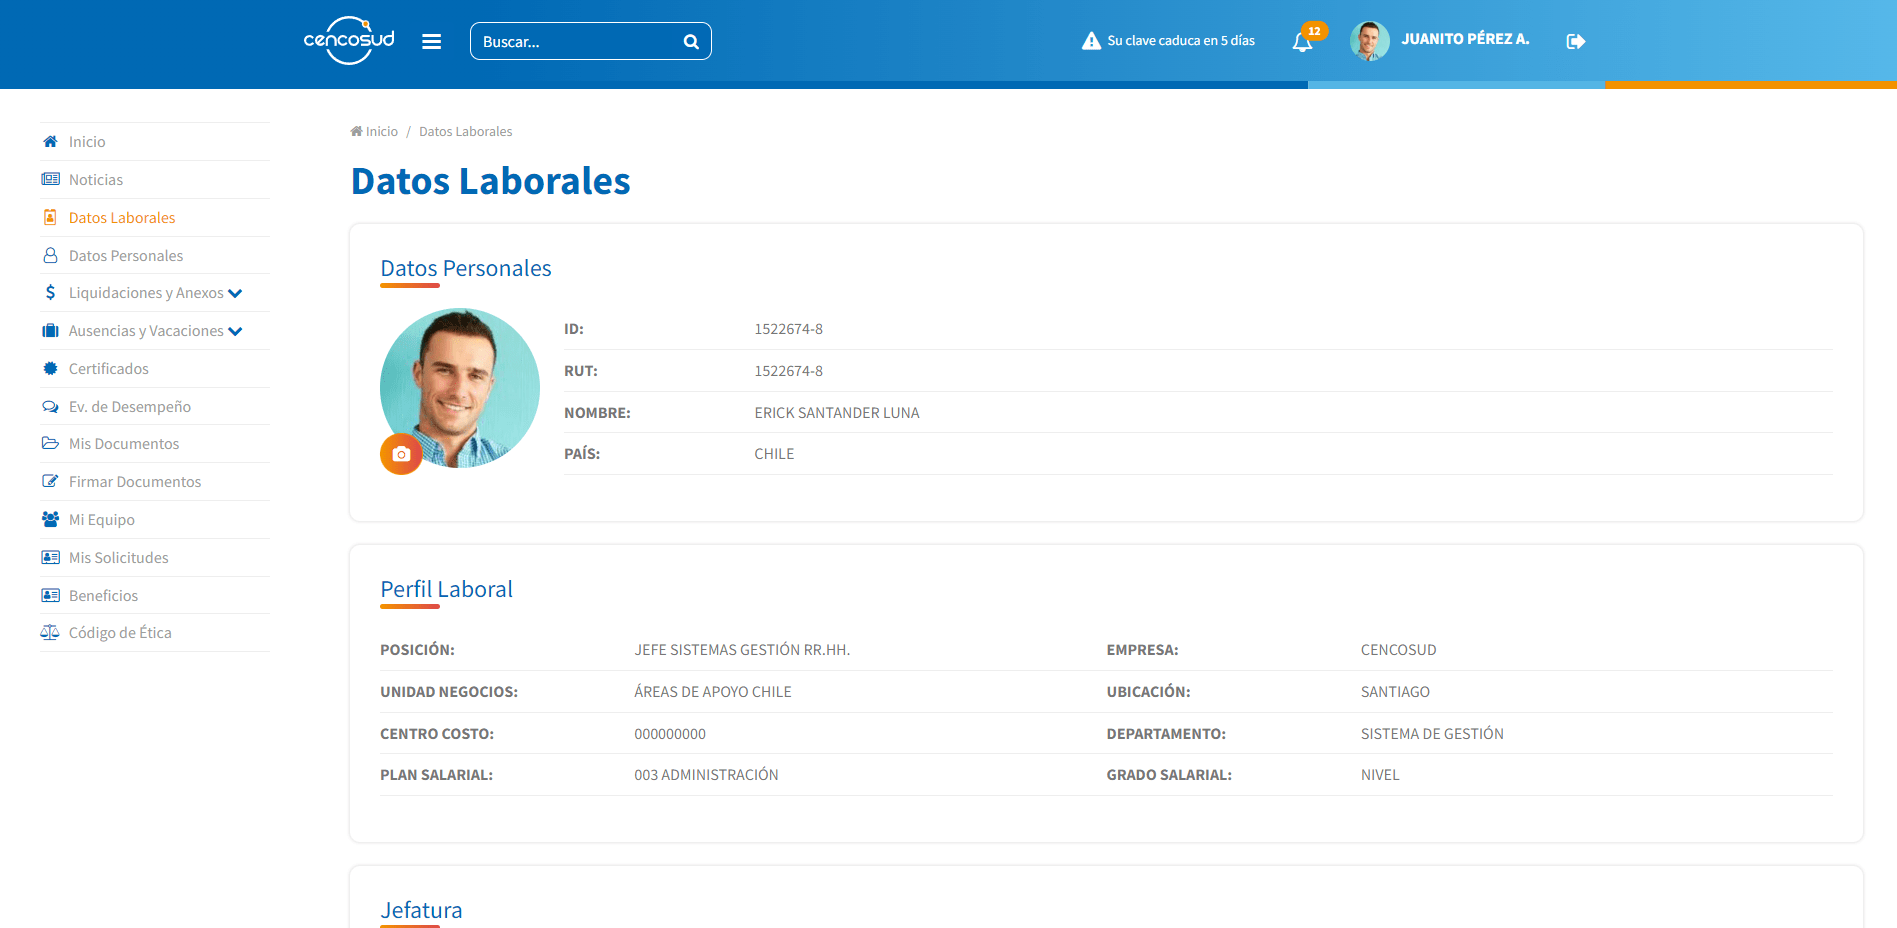 cencosud
Buscar...
Su clave caduca en 5 días
12
JUANITO PÉREZ A.
Inicio
Noticias
Datos Laborales
Datos Personales
Liquidaciones y Anexos
Ausencias y Vacaciones
Certificados
Ev. de Desempeño
Mis Documentos
Firmar Documentos
Mi Equipo
Mis Solicitudes
Beneficios
Código de Ética
Inicio / Datos Laborales
Datos Laborales
Datos Personales
ID: 1522674-8
RUT: 1522674-8
NOMBRE: ERICK SANTANDER LUNA
PAÍS: CHILE
Perfil Laboral
POSICIÓN: JEFE SISTEMAS GESTIÓN RR.HH. EMPRESA: CENCOSUD
UNIDAD NEGOCIOS: ÁREAS DE APOYO CHILE UBICACIÓN: SANTIAGO
CENTRO COSTO: 000000000 DEPARTAMENTO: SISTEMA DE GESTIÓN
PLAN SALARIAL: 003 ADMINISTRACIÓN GRADO SALARIAL: NIVEL
Jefatura